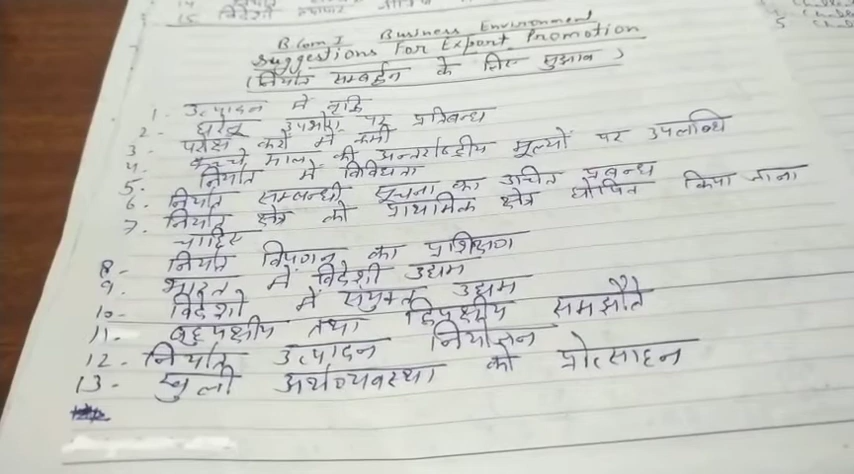 15 विदेशी व्यापार
B.Com I Business Environment
Suggestions For Export Promotion
(निर्यात सम्वर्द्धन के लिए सुझाव)
1. उत्पादन में वृद्धि
2- घरेलू उपभोग पर प्रतिबन्ध
3- परोक्ष करों में कमी
4. कच्चे माल की अन्तर्राष्ट्रीय मूल्यों पर उपलब्धि
5. निर्यात में विविधता
6. निर्यात सम्बन्धी सूचना का उचित प्रबन्ध
7. निर्यात क्षेत्र को प्राथमिक क्षेत्र घोषित किया जाना
चाहिए
8- निर्यात विपणन का प्रशिक्षण
9. भारत में विदेशी उद्यम
10- विदेशों में संयुक्त उद्यम
11- बहुपक्षीय तथा द्विपक्षीय समझौते
12- निर्यात उत्पादन नियोजन
13- खुली अर्थव्यवस्था को प्रोत्साहन